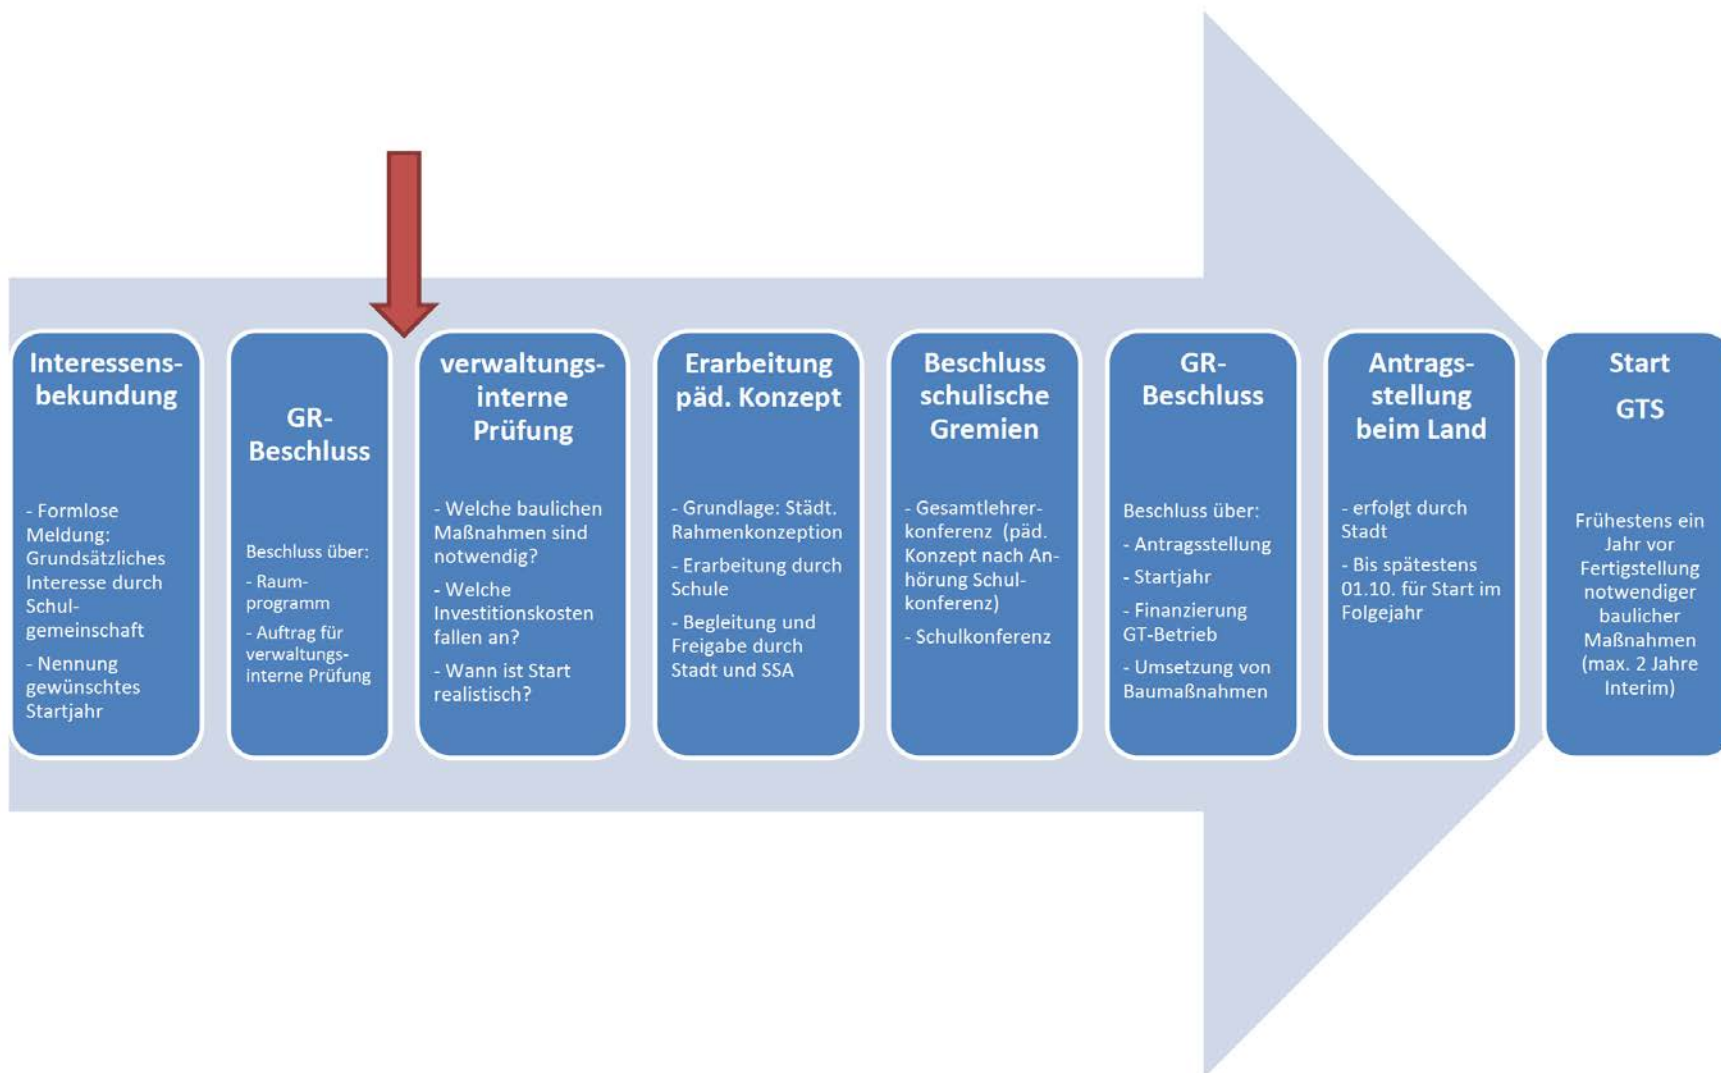 Interessens-
bekundung
- Formlose
Meldung:
Grundsätzliches
Interesse durch
Schul-
gemeinschaft
- Nennung
gewünschtes
Startjahr
GR-
Beschluss
Beschluss über:
- Raum-
programm
- Auftrag für
verwaltungs-
interne Prüfung
verwaltungs-
interne
Prüfung
- Welche baulichen
Maßnahmen sind
notwendig?
- Welche
Investitionskosten
fallen an?
- Wann ist Start
realistisch?
Erarbeitung
päd. Konzept
- Grundlage: Städt.
Rahmenkonzeption
- Erarbeitung durch
Schule
- Begleitung und
Freigabe durch
Stadt und SSA
Beschluss
schulische
Gremien
- Gesamtlehrer-
konferenz (päd.
Konzept nach An-
hörung Schul-
konferenz)
- Schulkonferenz
GR-
Beschluss
Beschluss über:
- Antragsstellung
- Startjahr
- Finanzierung
GT-Betrieb
- Umsetzung von
Baumaßnahmen
Antrags-
stellung
beim Land
- erfolgt durch
Stadt
- Bis spätestens
01.10. für Start im
Folgejahr
Start
GTS
Frühestens ein
Jahr vor
Fertigstellung
notwendiger
baulicher
Maßnahmen
(max. 2 Jahre
Interim)